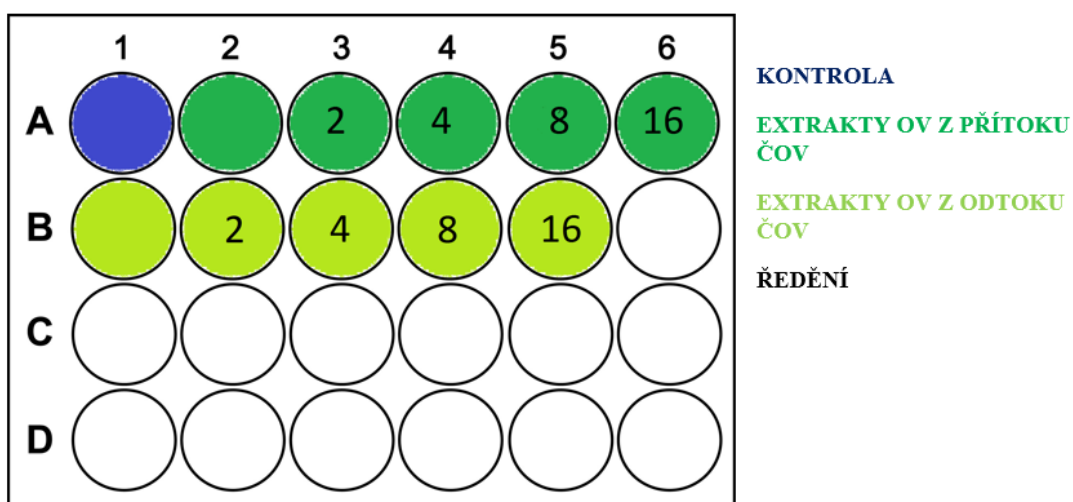 1 2 3 4 5 6
A 2 4 8 16
B 2 4 8 16
C
D
KONTROLA
EXTRAKTY OV Z PŘÍTOKU
ČOV
EXTRAKTY OV Z ODTOKU
ČOV
ŘEDĚNÍ